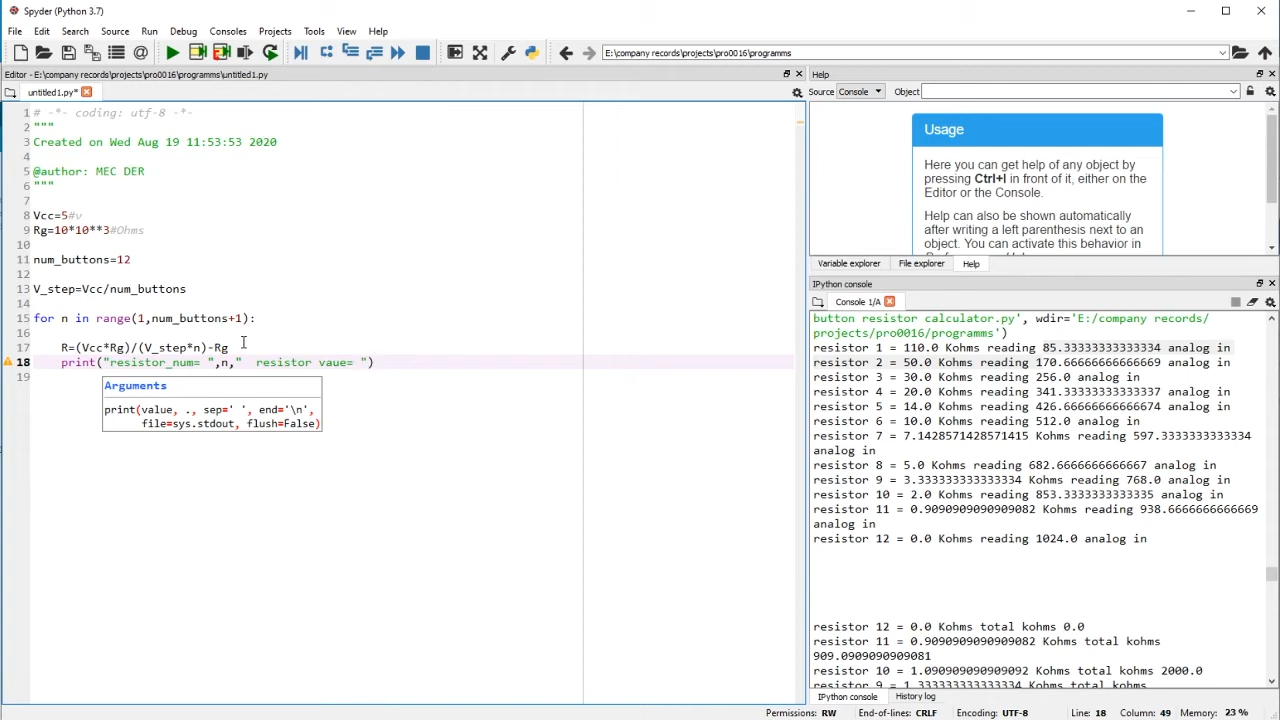 Spyder (Python 3.7)
File Edit Search Source Run Debug Consoles Projects Tools View Help
E:\company records\projects\pro0016\programms
Editor - E:\company records\projects\pro0016\programms\untitled1.py
untitled1.py*
1 # -*- coding: utf-8 -*-
2 """
3 Created on Wed Aug 19 11:53:53 2020
4
5 @author: MEC DER
6 """
7
8 Vcc=5#v
9 Rg=10*10**3#Ohms
10
11 num_buttons=12
12
13 V_step=Vcc/num_buttons
14
15 for n in range(1,num_buttons+1):
16
17 R=(Vcc*Rg)/(V_step*n)-Rg
18 print("resistor_num= ",n," resistor vaue= ")
19
Arguments
print(value, ., sep=' ', end='\n',
file=sys.stdout, flush=False)
Help
Source Console Object
Usage
Here you can get help of any object by
pressing Ctrl+I in front of it, either on the
Editor or the Console.
Help can also be shown automatically
after writing a left parenthesis next to an
object. You can activate this behavior in
Variable explorer File explorer Help
IPython console
Console 1/A
button resistor calculator.py', wdir='E:/company records/
projects/pro0016/programms')
resistor 1 = 110.0 Kohms reading 85.33333333333334 analog in
resistor 2 = 50.0 Kohms reading 170.66666666666669 analog in
resistor 3 = 30.0 Kohms reading 256.0 analog in
resistor 4 = 20.0 Kohms reading 341.33333333333337 analog in
resistor 5 = 14.0 Kohms reading 426.66666666666674 analog in
resistor 6 = 10.0 Kohms reading 512.0 analog in
resistor 7 = 7.1428571428571415 Kohms reading 597.3333333333334
analog in
resistor 8 = 5.0 Kohms reading 682.6666666666667 analog in
resistor 9 = 3.333333333333334 Kohms reading 768.0 analog in
resistor 10 = 2.0 Kohms reading 853.3333333333335 analog in
resistor 11 = 0.9090909090909082 Kohms reading 938.6666666666669
analog in
resistor 12 = 0.0 Kohms reading 1024.0 analog in
resistor 12 = 0.0 Kohms total kohms 0.0
resistor 11 = 0.9090909090909082 Kohms total kohms
909.0909090909081
resistor 10 = 1.090909090909092 Kohms total kohms 2000.0
resistor 9 = 1.333333333333334 Kohms total kohms
IPython console History log
Permissions: RW End-of-lines: CRLF Encoding: UTF-8 Line: 18 Column: 49 Memory: 23 %